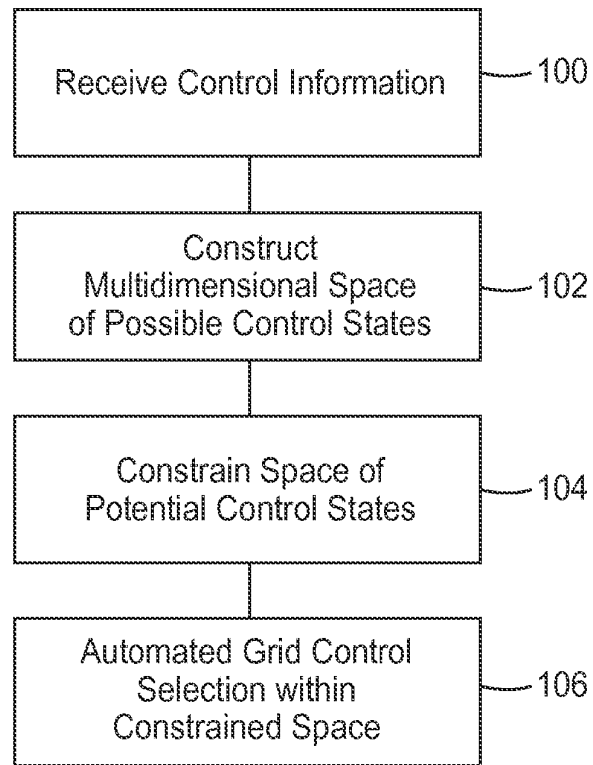 Receive Control Information
100
Construct
Multidimensional Space
of Possible Control States
102
Constrain Space of
Potential Control States
104
Automated Grid Control
Selection within
Constrained Space
106